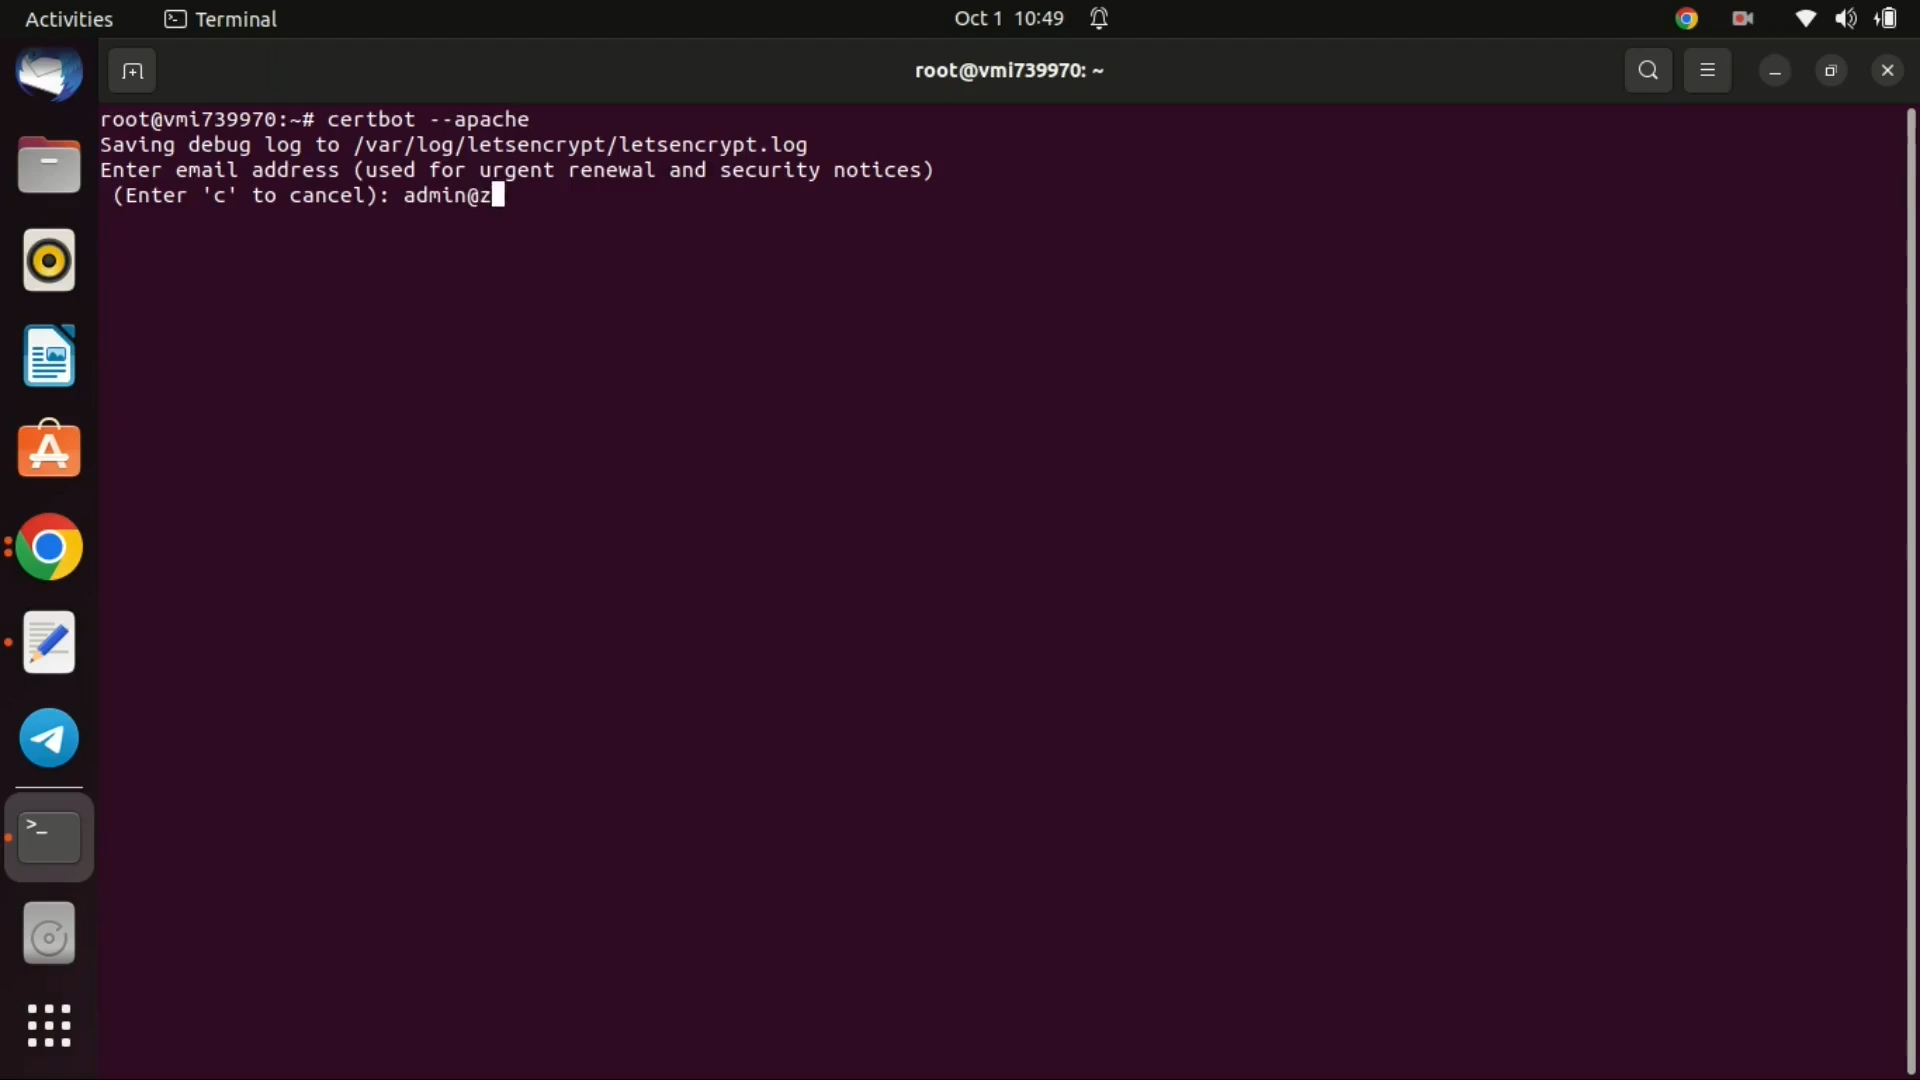 Activities
Terminal
Oct 1 10:49
root@vmi739970: ~
root@vmi739970:~# certbot --apache
Saving debug log to /var/log/letsencrypt/letsencrypt.log
Enter email address (used for urgent renewal and security notices)
(Enter 'c' to cancel): admin@z
>_